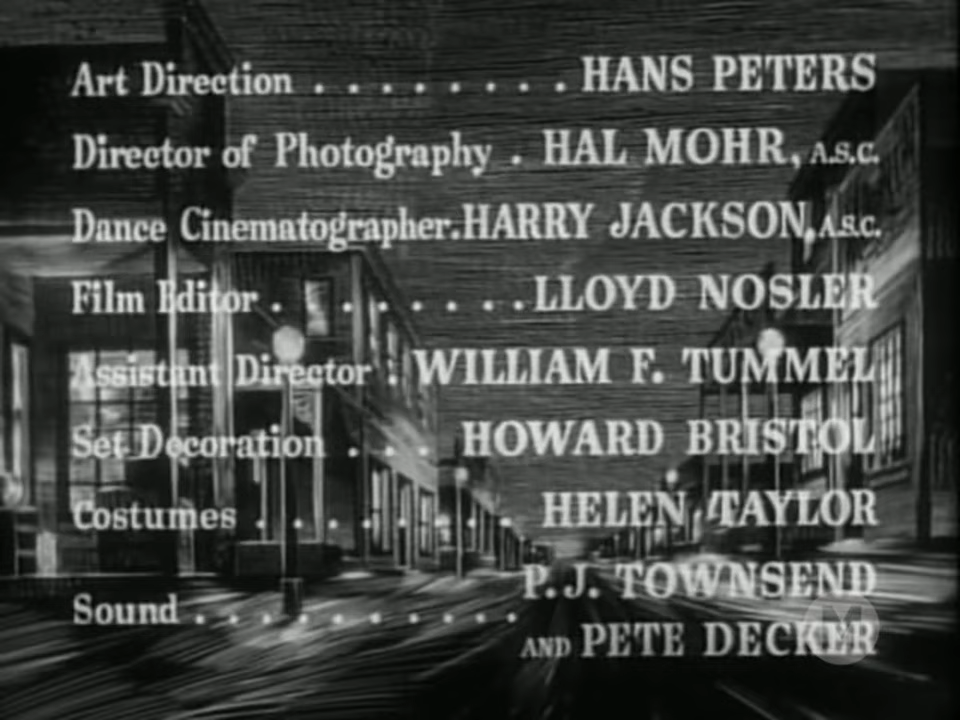 Art Direction . . . . . . . . HANS PETERS
Director of Photography . HAL MOHR, A.S.C.
Dance Cinematographer. HARRY JACKSON, A.S.C.
Film Editor . . . . . . . . LLOYD NOSLER
Assistant Director . WILLIAM F. TUMMEL
Set Decoration . . . HOWARD BRISTOL
Costumes . . . . . . . . HELEN TAYLOR
Sound . . . . . . . . . . P. J. TOWNSEND
AND PETE DECKER
M